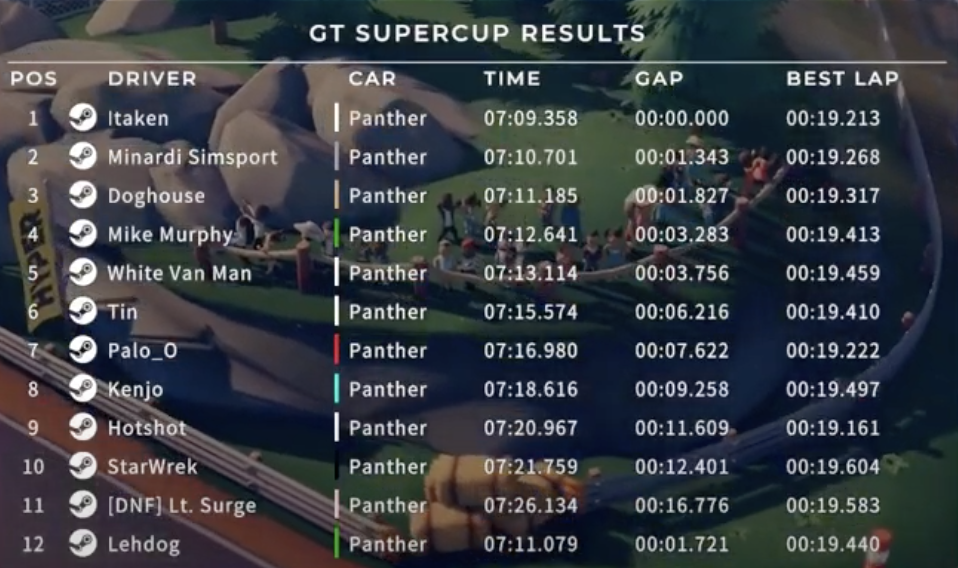 GT SUPERCUP RESULTS
POS DRIVER CAR TIME GAP BEST LAP
1 Itaken Panther 07:09.358 00:00.000 00:19.213
2 Minardi Simsport Panther 07:10.701 00:01.343 00:19.268
3 Doghouse Panther 07:11.185 00:01.827 00:19.317
4 Mike Murphy Panther 07:12.641 00:03.283 00:19.413
5 White Van Man Panther 07:13.114 00:03.756 00:19.459
6 Tin Panther 07:15.574 00:06.216 00:19.410
7 Palo_O Panther 07:16.980 00:07.622 00:19.222
8 Kenjo Panther 07:18.616 00:09.258 00:19.497
9 Hotshot Panther 07:20.967 00:11.609 00:19.161
10 StarWrek Panther 07:21.759 00:12.401 00:19.604
11 [DNF] Lt. Surge Panther 07:26.134 00:16.776 00:19.583
12 Lehdog Panther 07:11.079 00:01.721 00:19.440
HYPER